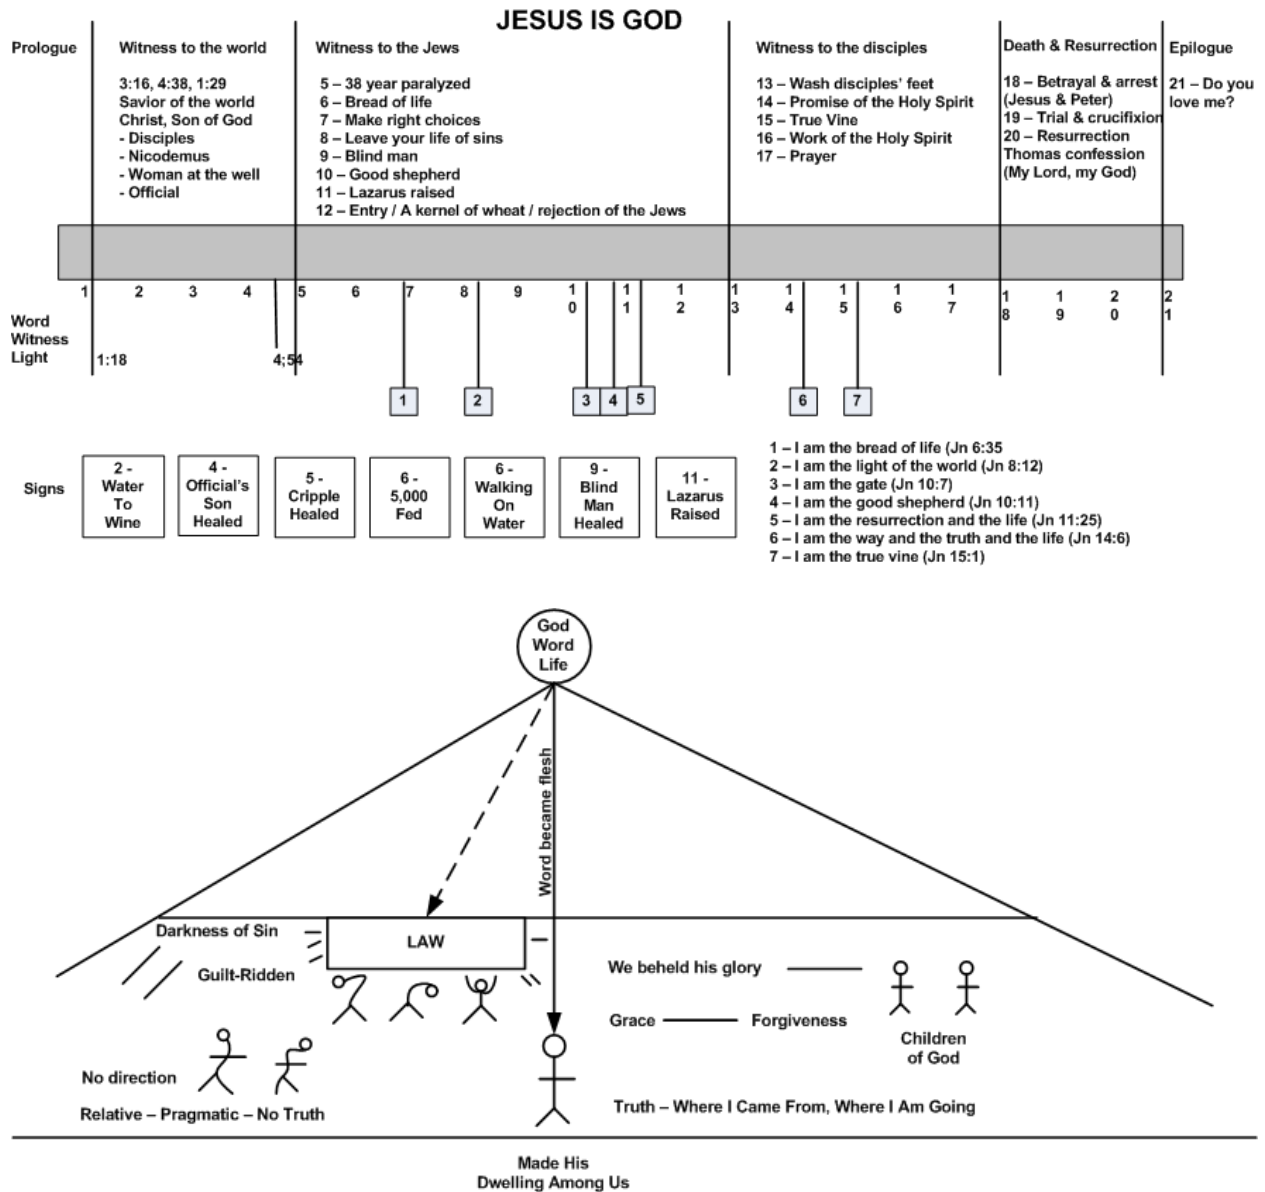 JESUS IS GOD
Prologue
Witness to the world
3:16, 4:38, 1:29
Savior of the world
Christ, Son of God
- Disciples
- Nicodemus
- Woman at the well
- Official
Witness to the Jews
5 – 38 year paralyzed
6 – Bread of life
7 – Make right choices
8 – Leave your life of sins
9 – Blind man
10 – Good shepherd
11 – Lazarus raised
12 – Entry / A kernel of wheat / rejection of the Jews
Witness to the disciples
13 – Wash disciples' feet
14 – Promise of the Holy Spirit
15 – True Vine
16 – Work of the Holy Spirit
17 – Prayer
Death & Resurrection
18 – Betrayal & arrest
(Jesus & Peter)
19 – Trial & crucifixion
20 – Resurrection
Thomas confession
(My Lord, my God)
Epilogue
21 – Do you
love me?
1 2 3 4 5 6 7 8 9 10 11 12 13 14 15 16 17 18 19 20 21
Word
Witness
Light
1:18
4;54
1 2 3 4 5 6 7
Signs
2 -
Water
To
Wine
4 -
Official's
Son
Healed
5 -
Cripple
Healed
6 -
5,000
Fed
6 -
Walking
On
Water
9 -
Blind
Man
Healed
11 -
Lazarus
Raised
1 – I am the bread of life (Jn 6:35
2 – I am the light of the world (Jn 8:12)
3 – I am the gate (Jn 10:7)
4 – I am the good shepherd (Jn 10:11)
5 – I am the resurrection and the life (Jn 11:25)
6 – I am the way and the truth and the life (Jn 14:6)
7 – I am the true vine (Jn 15:1)
God
Word
Life
Word became flesh
Darkness of Sin
LAW
Guilt-Ridden
We beheld his glory
Grace
Forgiveness
Children
of God
No direction
Relative – Pragmatic – No Truth
Truth – Where I Came From, Where I Am Going
Made His
Dwelling Among Us